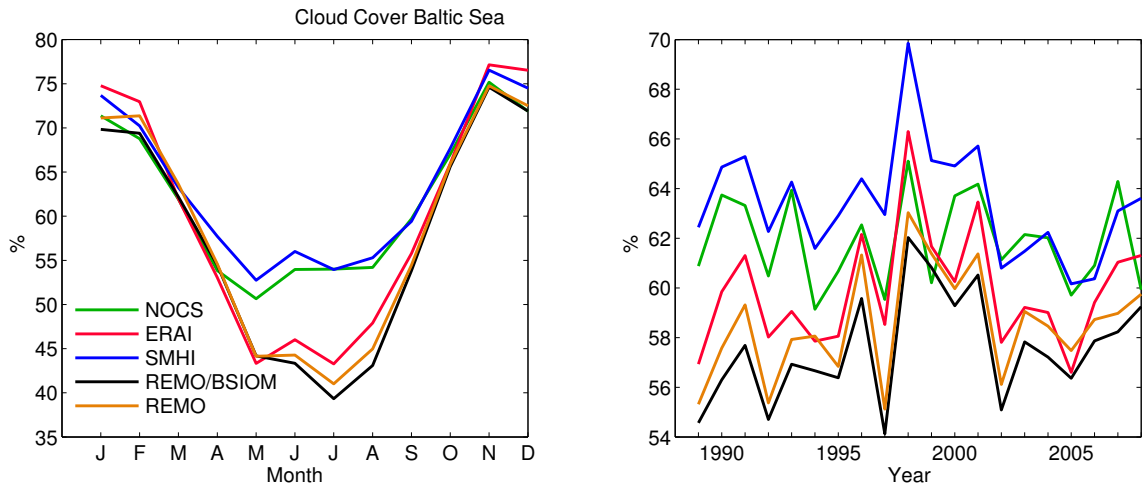 Cloud Cover Baltic Sea
80
75
70
65
60
55
50
45
40
35
%
NOCS
ERAI
SMHI
REMO/BSIOM
REMO
J F M A M J J A S O N D
Month
70
68
66
64
62
60
58
56
54
%
1990 1995 2000 2005
Year